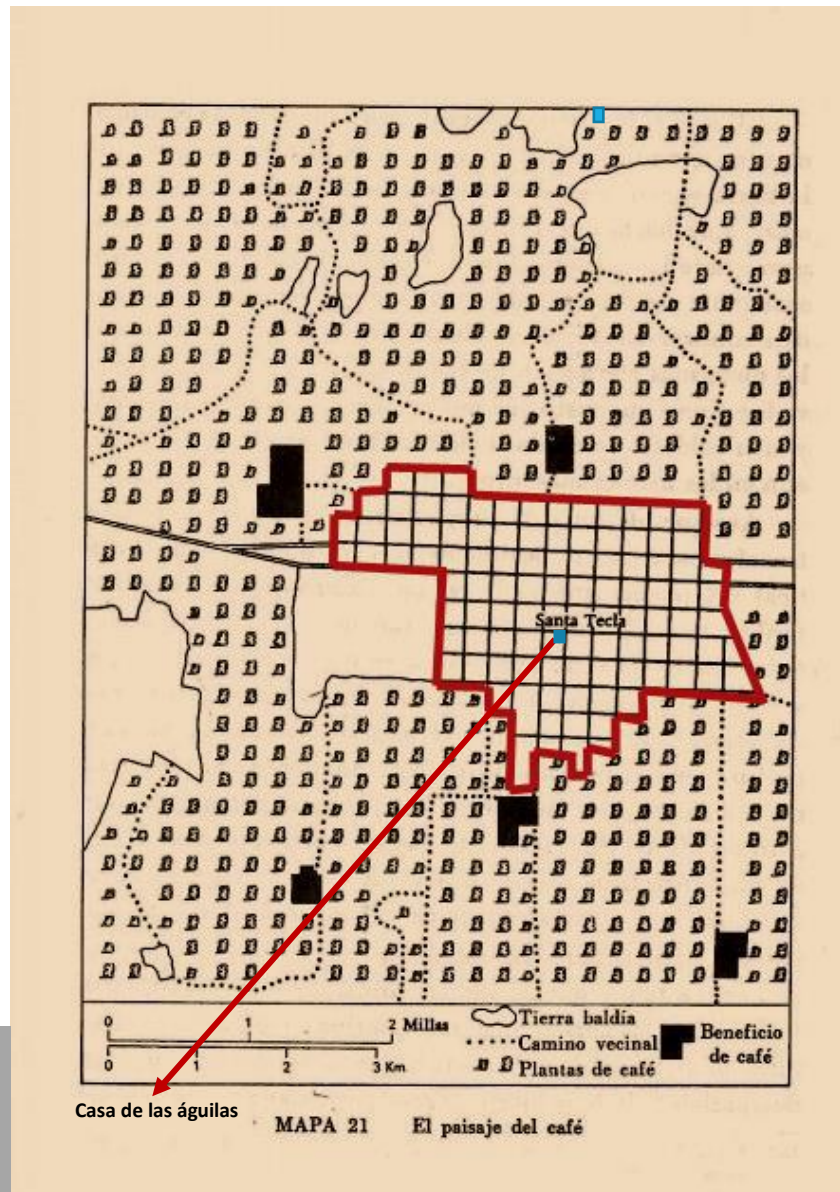 Santa Tecla
0 1 2 Millas
0 1 2 3 Km
Tierra baldía
Camino vecinal
Plantas de café
Beneficio
de café
Casa de las águilas
MAPA 21 El paisaje del café